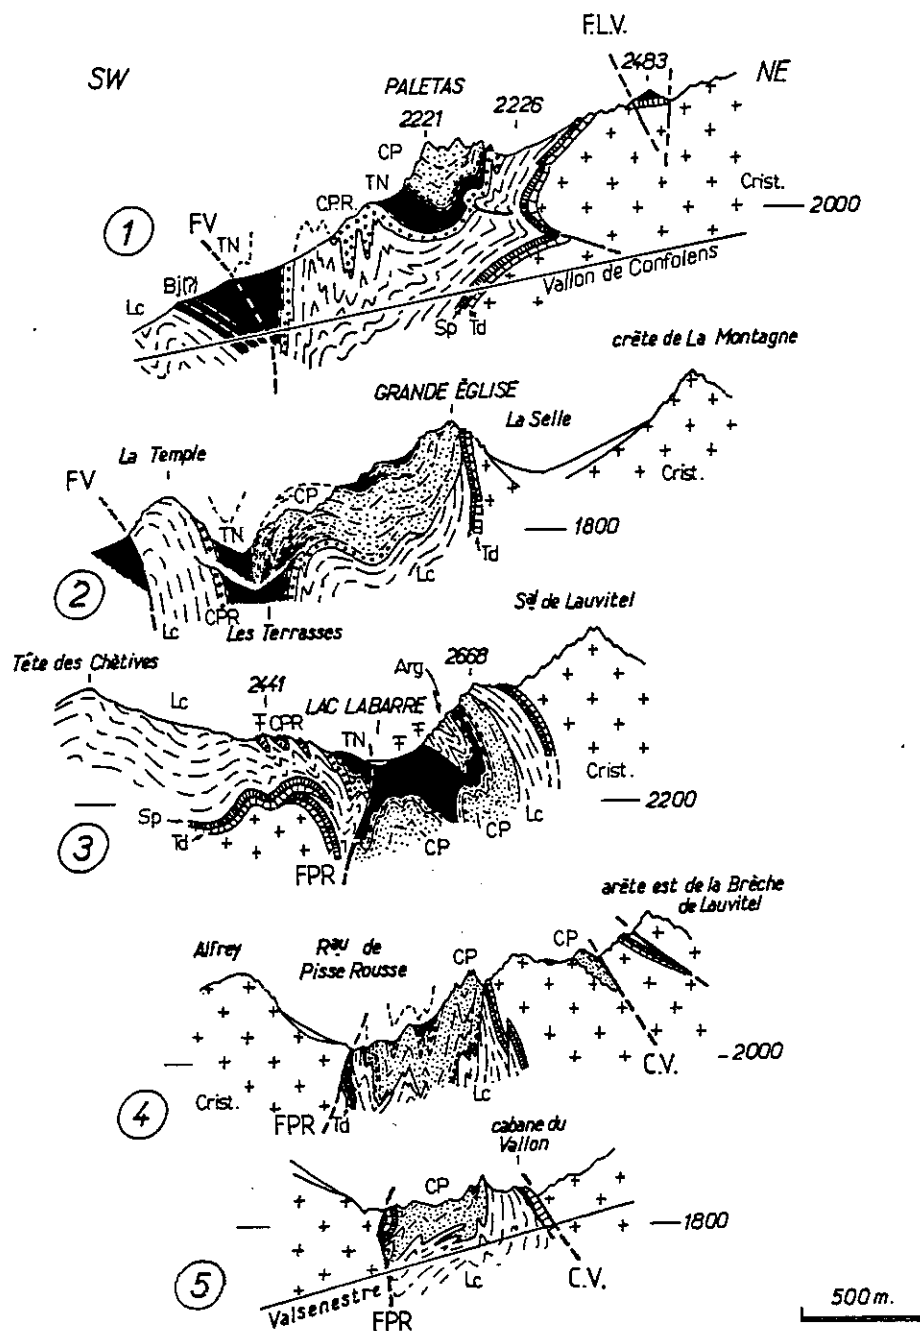 F.L.V.
SW
2483
NE
PALETAS
2221
2226
CP
TN
CPR.
Crist.
2000
1
FV
TN
Bj(?)
Lc
Vallon de Confolens
Sp
Td
crête de La Montagne
GRANDE ÉGLISE
La Selle
La Temple
FV
TN
CP
Crist.
1800
Td
2
Lc
CPR
Lc
Les Terrasses
Sal de Lauvitel
Tête des Chétives
Arg
2668
Lc
2441
LAC LABARRE
CPR
TN
Crist.
2200
Sp
Td
Lc
CP
CP
3
FPR
arête est de la Brèche
de Lauvitel
Alfrey
Rau de
Pisse Rousse
CP
CP
2000
C.V.
4
Crist.
FPR
Td
Lc
cabane du
Vallon
CP
1800
5
Valsenestre
Lc
C.V.
FPR
500 m.